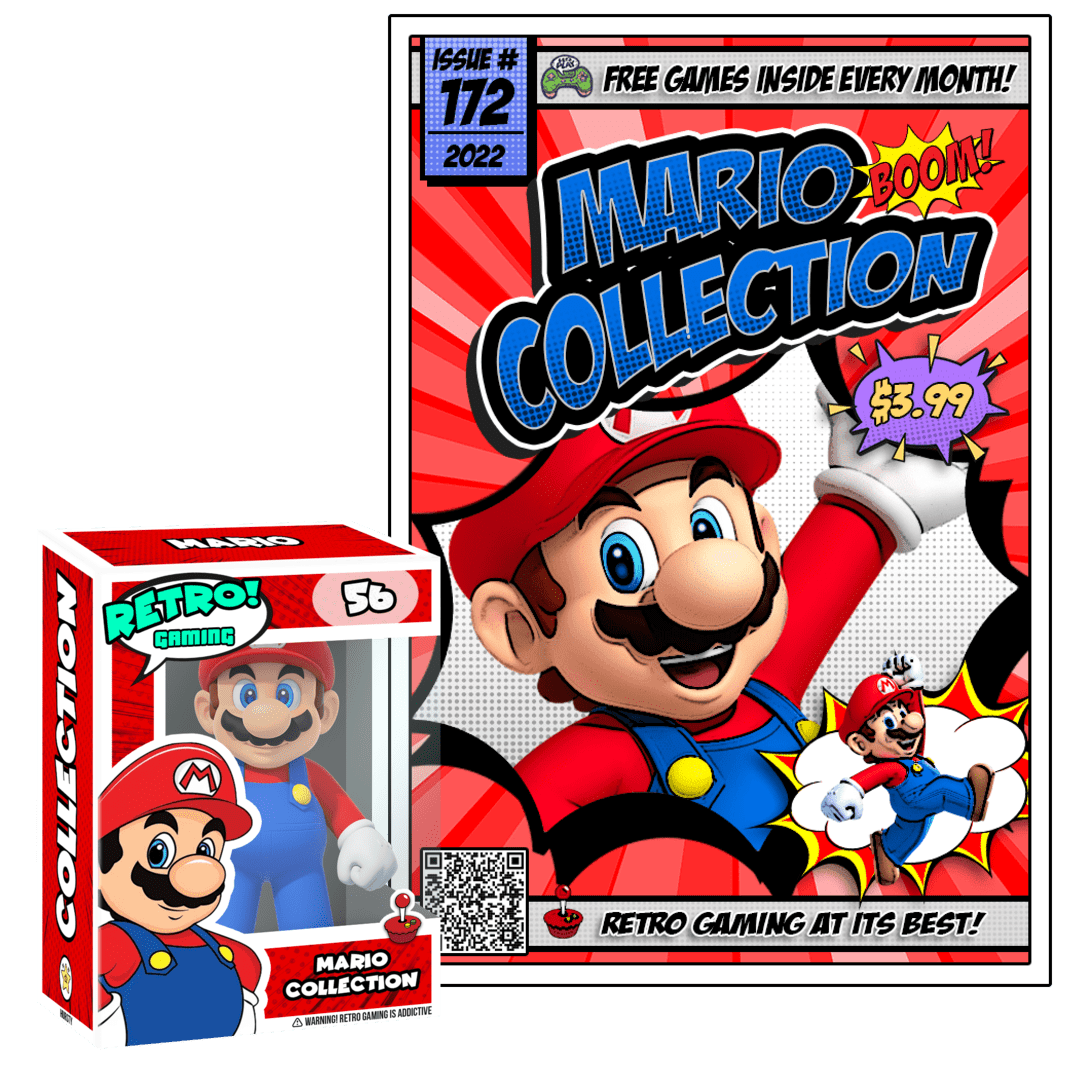 ISSUE #
172
2022
FREE GAMES INSIDE EVERY MONTH!
MARIO
COLLECTION
BOOM!
$3.99
RETRO GAMING AT ITS BEST!
MARIO
RETRO!
GAMING
56
COLLECTION
M
MARIO
COLLECTION
WARNING! RETRO GAMING IS ADDICTIVE
M